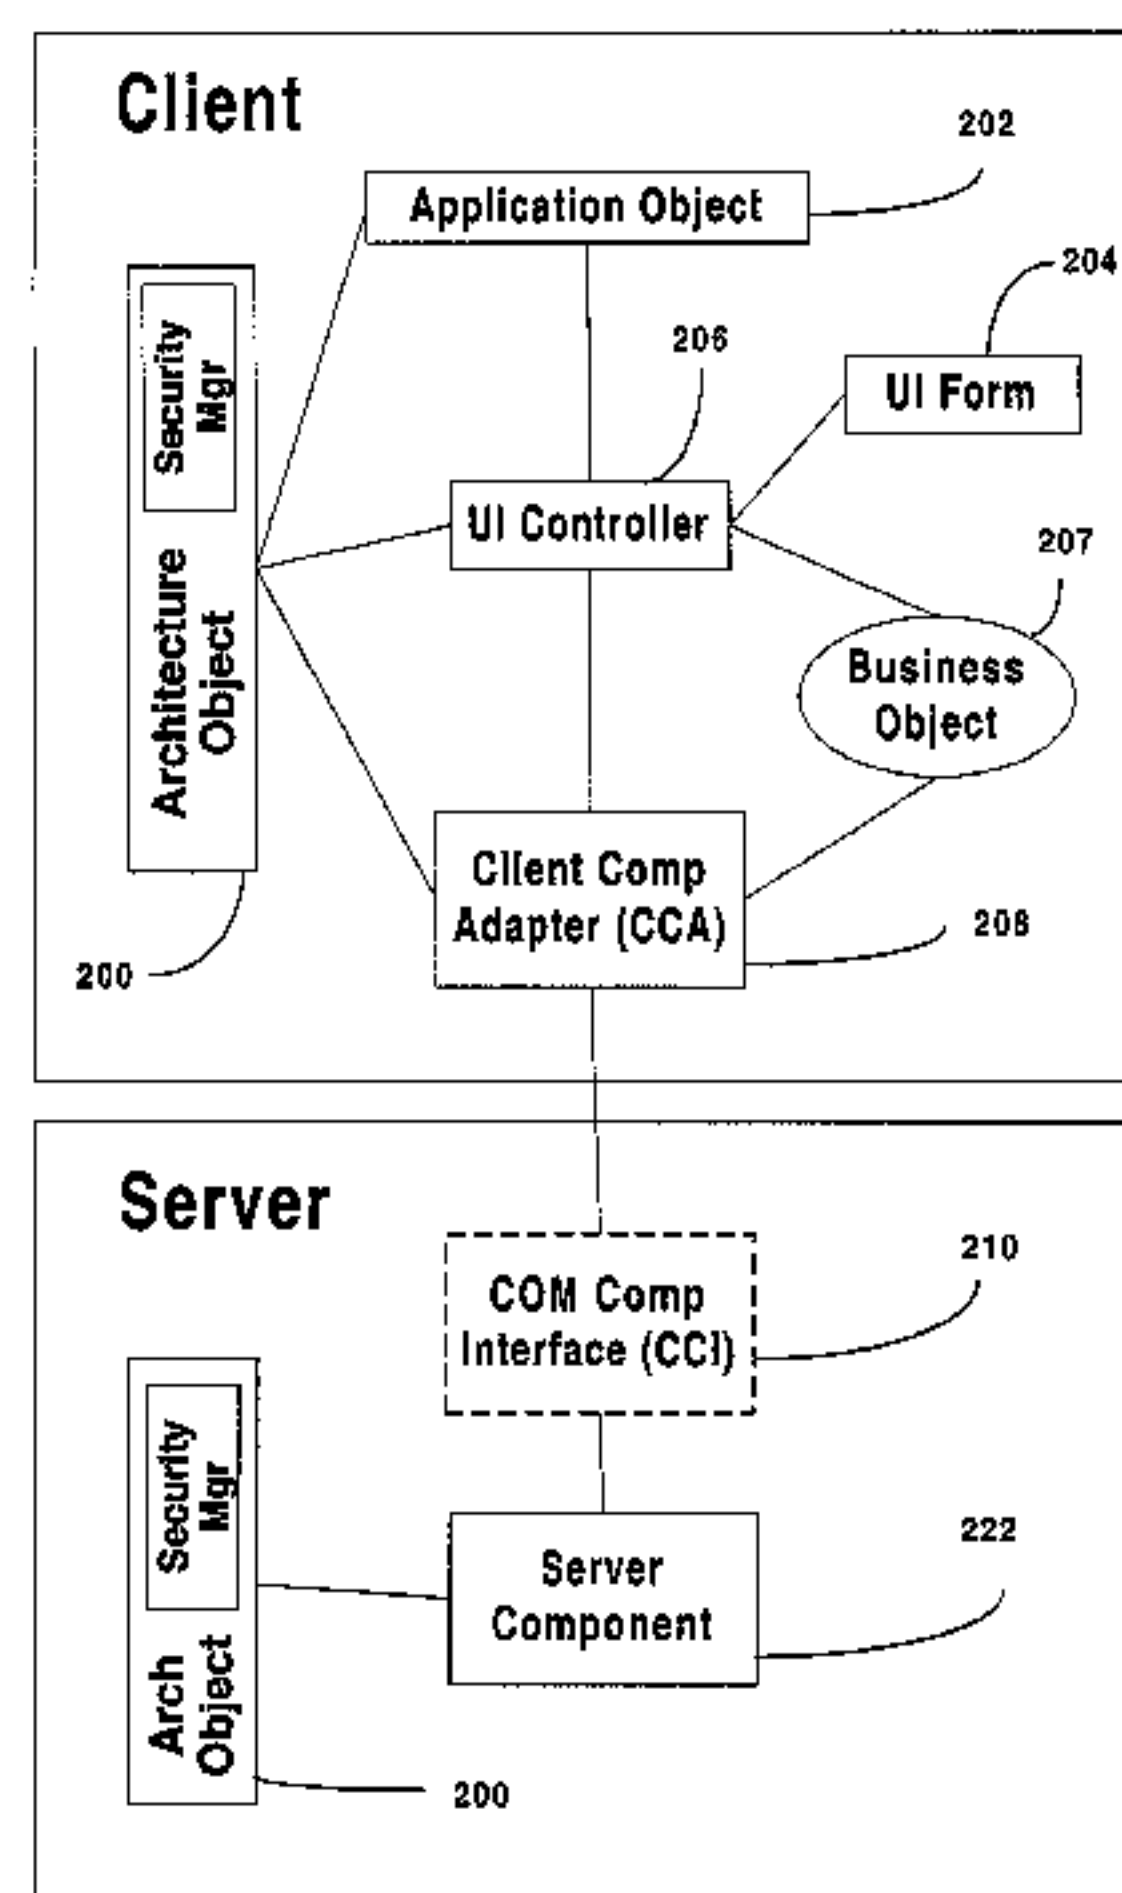 Client
202
Application Object
204
206
UI Form
Security
Mgr
UI Controller
207
Architecture
Object
Business
Object
Client Comp
Adapter (CCA)
208
200
Server
210
COM Comp
Interface (CCI)
Security
Mgr
222
Server
Component
Arch
Object
200